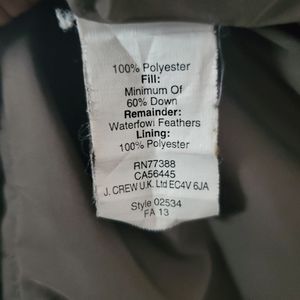 100% Polyester
Fill:
Minimum Of
60% Down
Remainder:
Waterfowl Feathers
Lining:
100% Polyester
RN77388
CA56445
J. CREW U.K. Ltd EC4V 6JA
Style 02534
FA 13